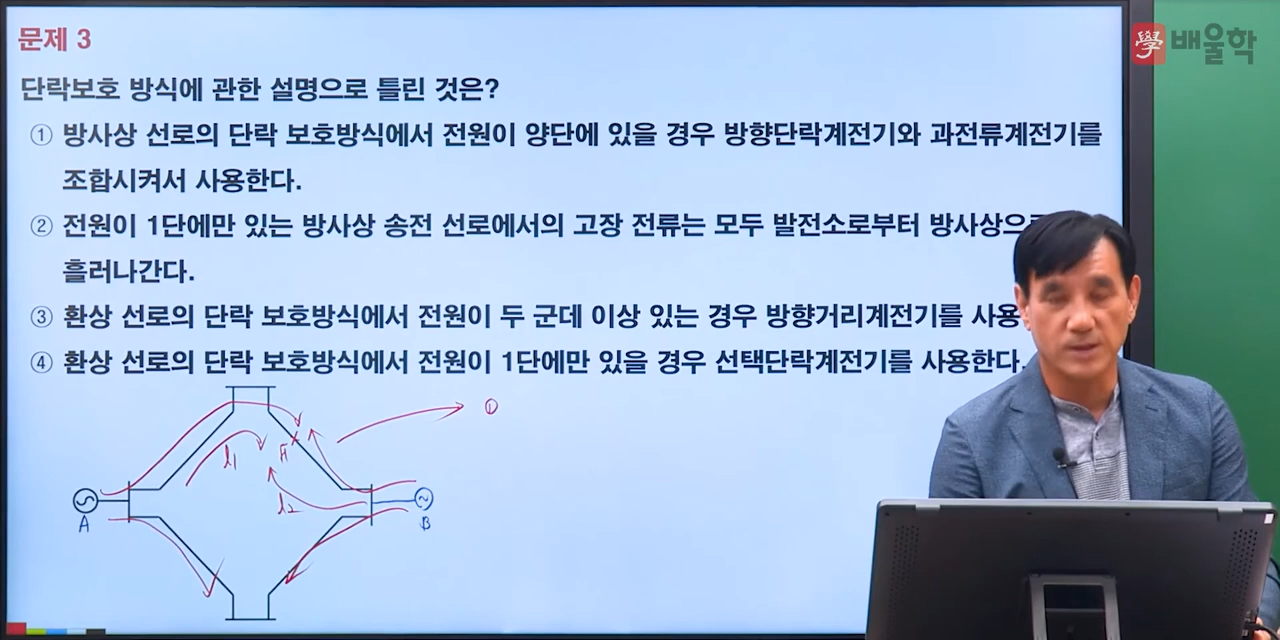 문제 3
學 배울학
단락보호 방식에 관한 설명으로 틀린 것은?
① 방사상 선로의 단락 보호방식에서 전원이 양단에 있을 경우 방향단락계전기와 과전류계전기를
조합시켜서 사용한다.
② 전원이 1단에만 있는 방사상 송전 선로에서의 고장 전류는 모두 발전소로부터 방사상으로
흘러나간다.
③ 환상 선로의 단락 보호방식에서 전원이 두 군데 이상 있는 경우 방향거리계전기를 사용
④ 환상 선로의 단락 보호방식에서 전원이 1단에만 있을 경우 선택단락계전기를 사용한다.
①
l1
F
l2
A
B